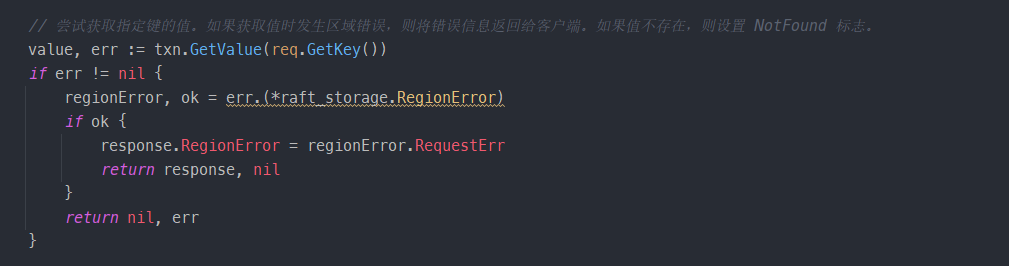 // 尝试获取指定键的值．如果获取值时发生区域错误，则将错误信息返回给客户端．如果值不存在，则设置 NotFound 标志．
value, err := txn.GetValue(req.GetKey())
if err != nil {
    regionError, ok = err.(*raft_storage.RegionError)
    if ok {
        response.RegionError = regionError.RequestErr
        return response, nil
    }
    return nil, err
}